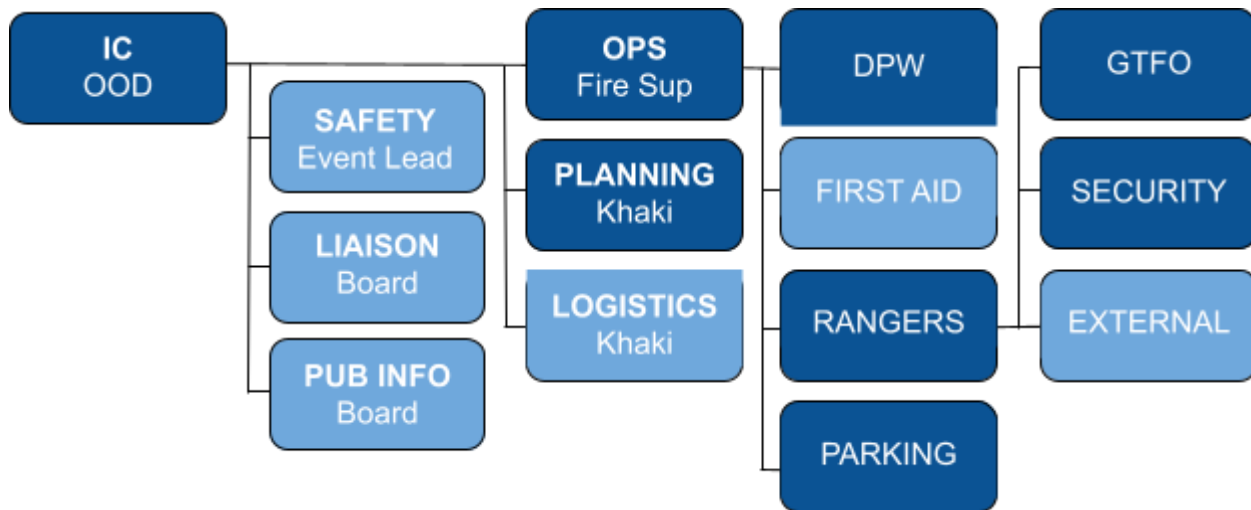 IC
OOD
SAFETY
Event Lead
LIAISON
Board
PUB INFO
Board
OPS
Fire Sup
PLANNING
Khaki
LOGISTICS
Khaki
DPW
FIRST AID
RANGERS
PARKING
GTFO
SECURITY
EXTERNAL